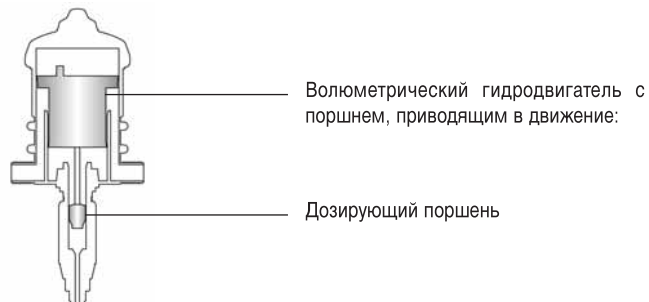 Волюметрический гидродвигатель с
поршнем, приводящим в движение:
Дозирующий поршень